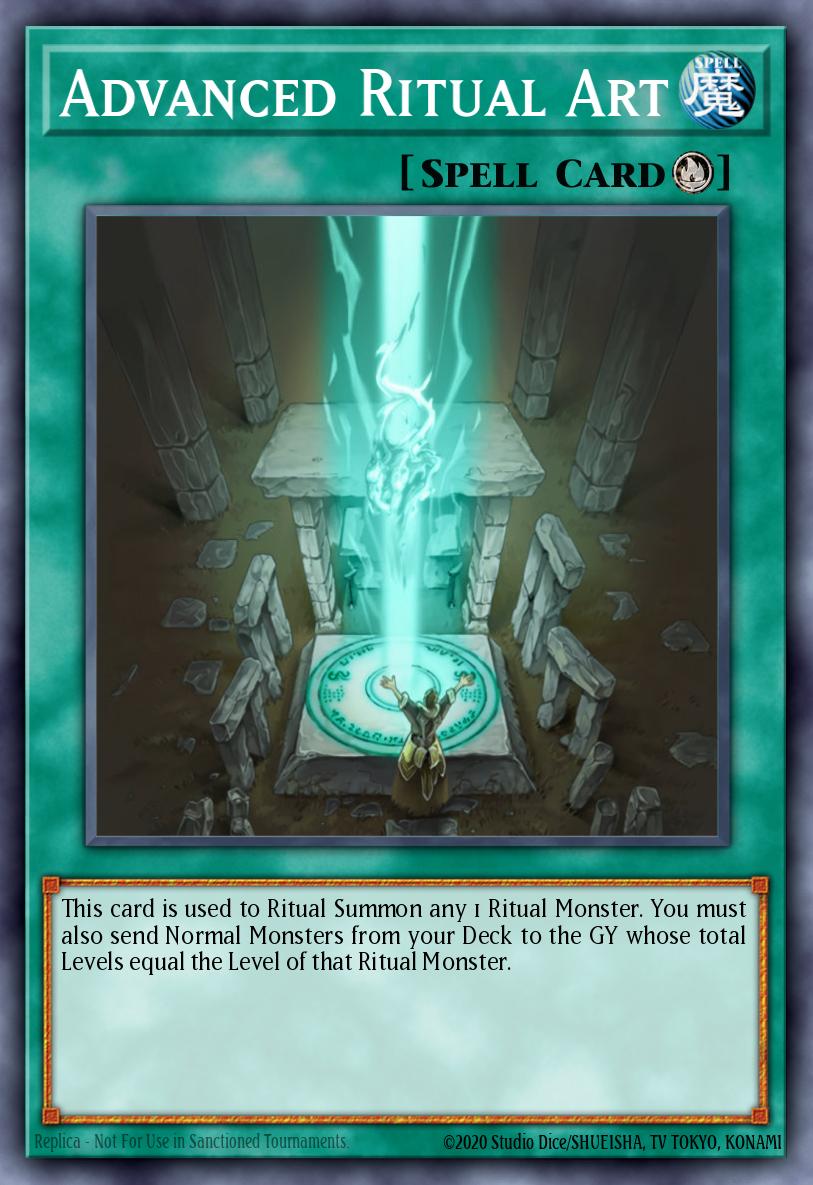 Advanced Ritual Art
SPELL
魔
[Spell Card]
This card is used to Ritual Summon any 1 Ritual Monster. You must
also send Normal Monsters from your Deck to the GY whose total
Levels equal the Level of that Ritual Monster.
Replica - Not For Use in Sanctioned Tournaments.
©2020 Studio Dice/SHUEISHA, TV TOKYO, KONAMI